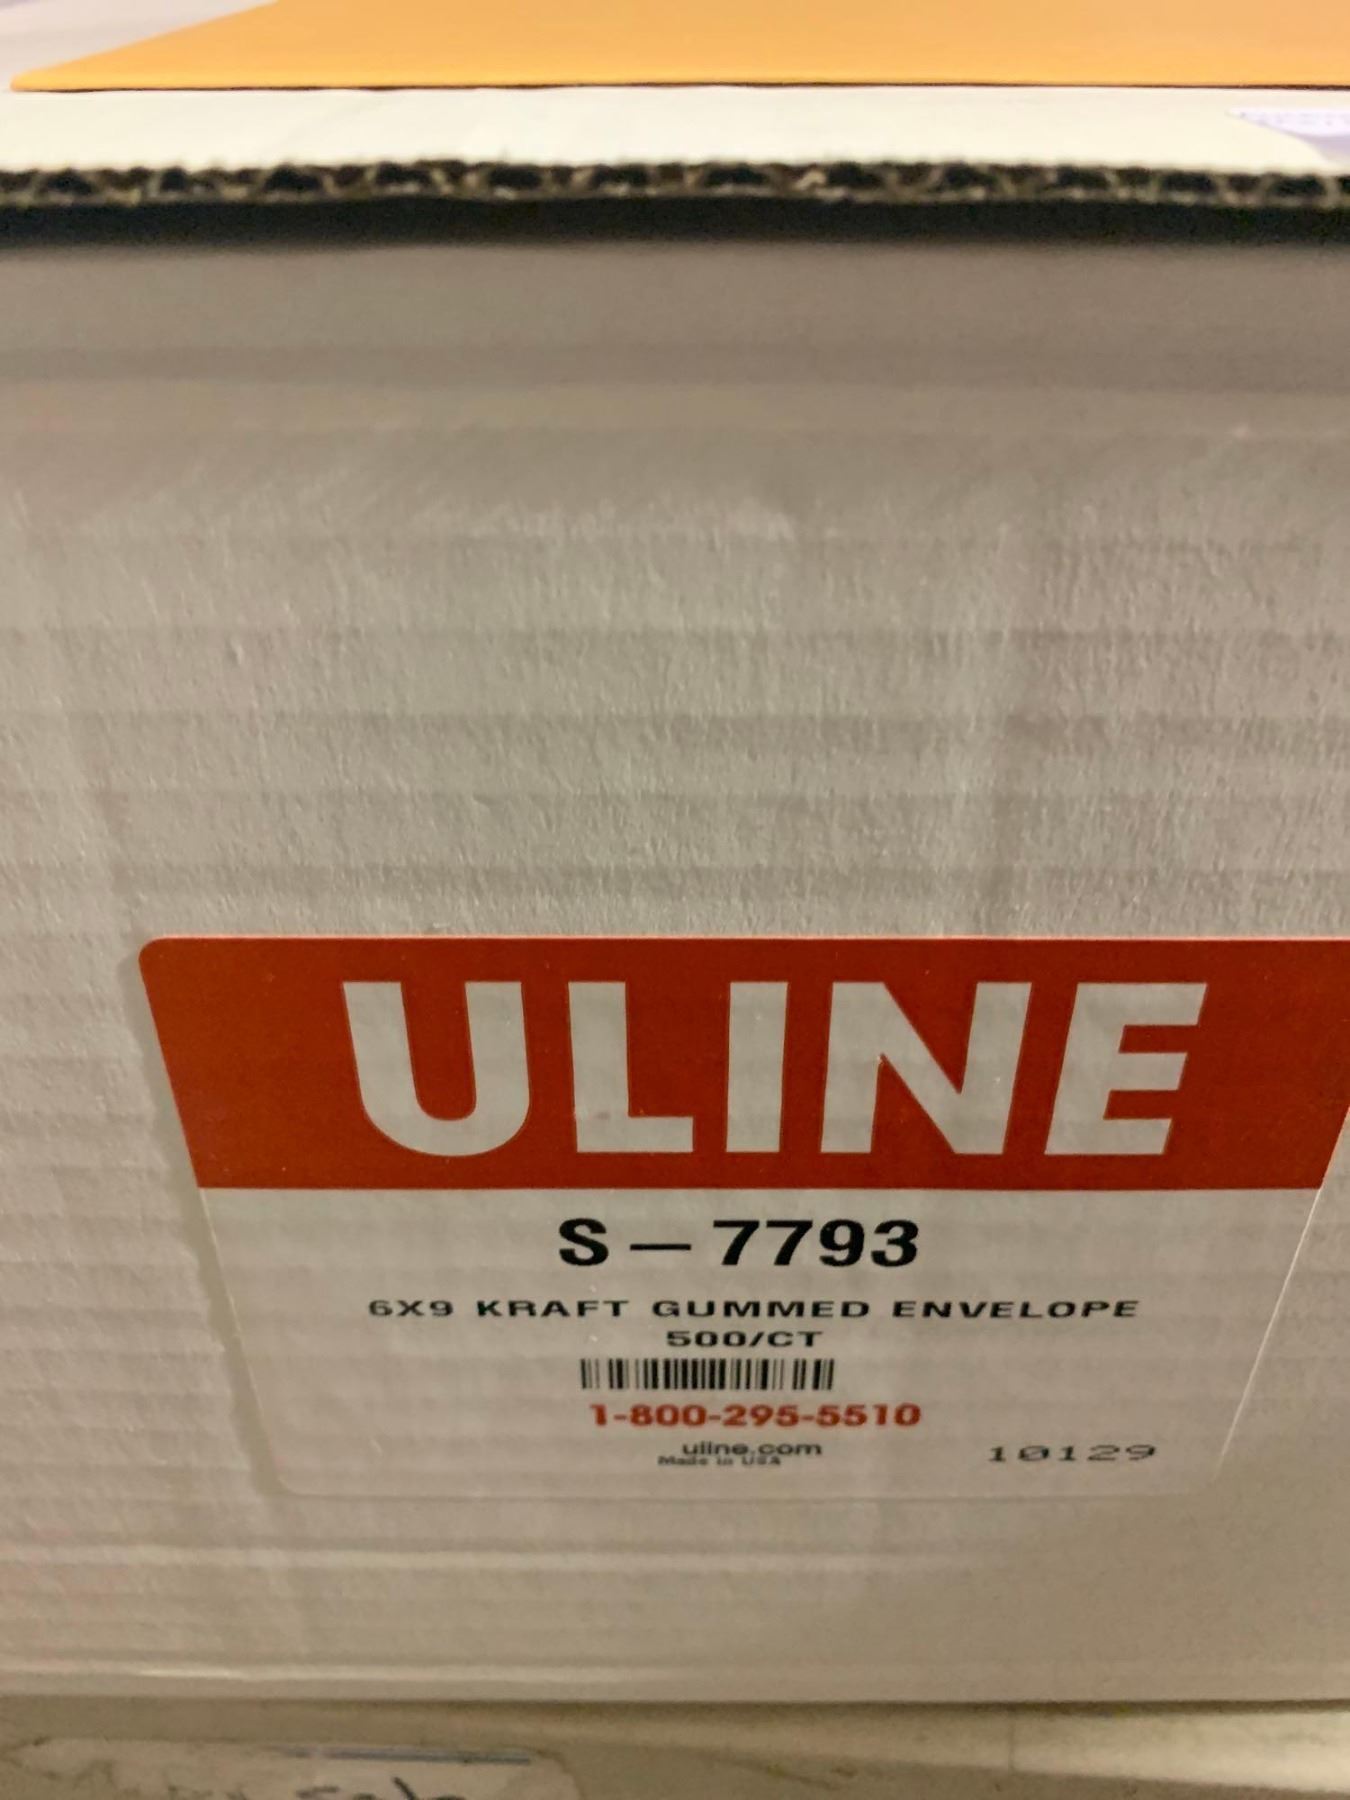 ULINE
S-7793
6X9 KRAFT GUMMED ENVELOPE
500/CT
1-800-295-5510
uline.com
Made in USA
10129